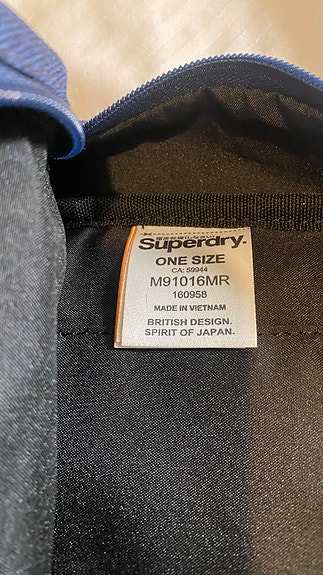 Superdry.
ONE SIZE
CA: 59944
M91016MR
160958
MADE IN VIETNAM
BRITISH DESIGN.
SPIRIT OF JAPAN.